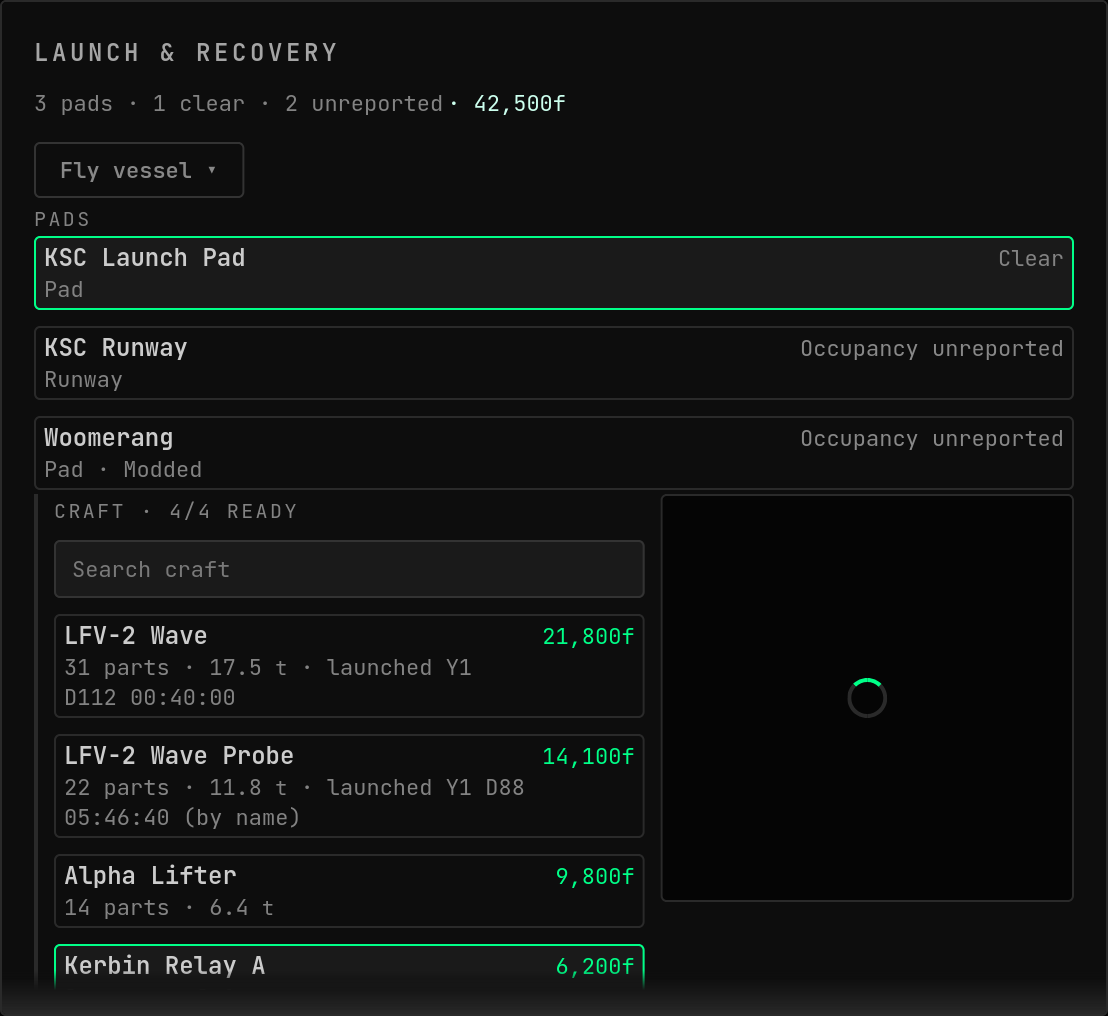 LAUNCH & RECOVERY
3 pads · 1 clear · 2 unreported · 42,500f
Fly vessel ▾
PADS
KSC Launch Pad Clear
Pad
KSC Runway Occupancy unreported
Runway
Woomerang Occupancy unreported
Pad · Modded
CRAFT · 4/4 READY
Search craft
LFV-2 Wave 21,800f
31 parts · 17.5 t · launched Y1
D112 00:40:00
LFV-2 Wave Probe 14,100f
22 parts · 11.8 t · launched Y1 D88
05:46:40 (by name)
Alpha Lifter 9,800f
14 parts · 6.4 t
Kerbin Relay A 6,200f